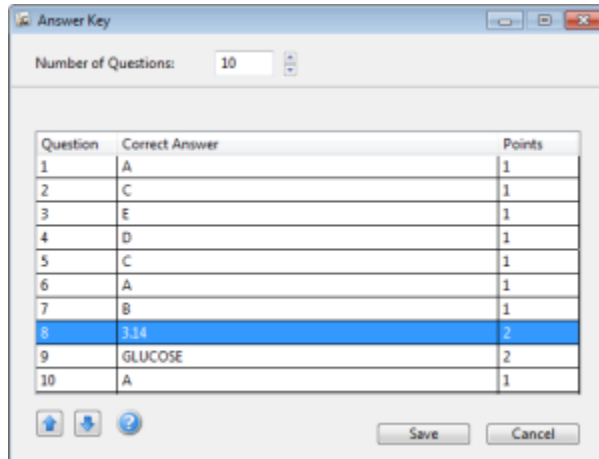 Answer Key
Number of Questions: 10
Question Correct Answer Points
1 A 1
2 C 1
3 E 1
4 D 1
5 C 1
6 A 1
7 B 1
8 3.14 2
9 GLUCOSE 2
10 A 1
Save Cancel